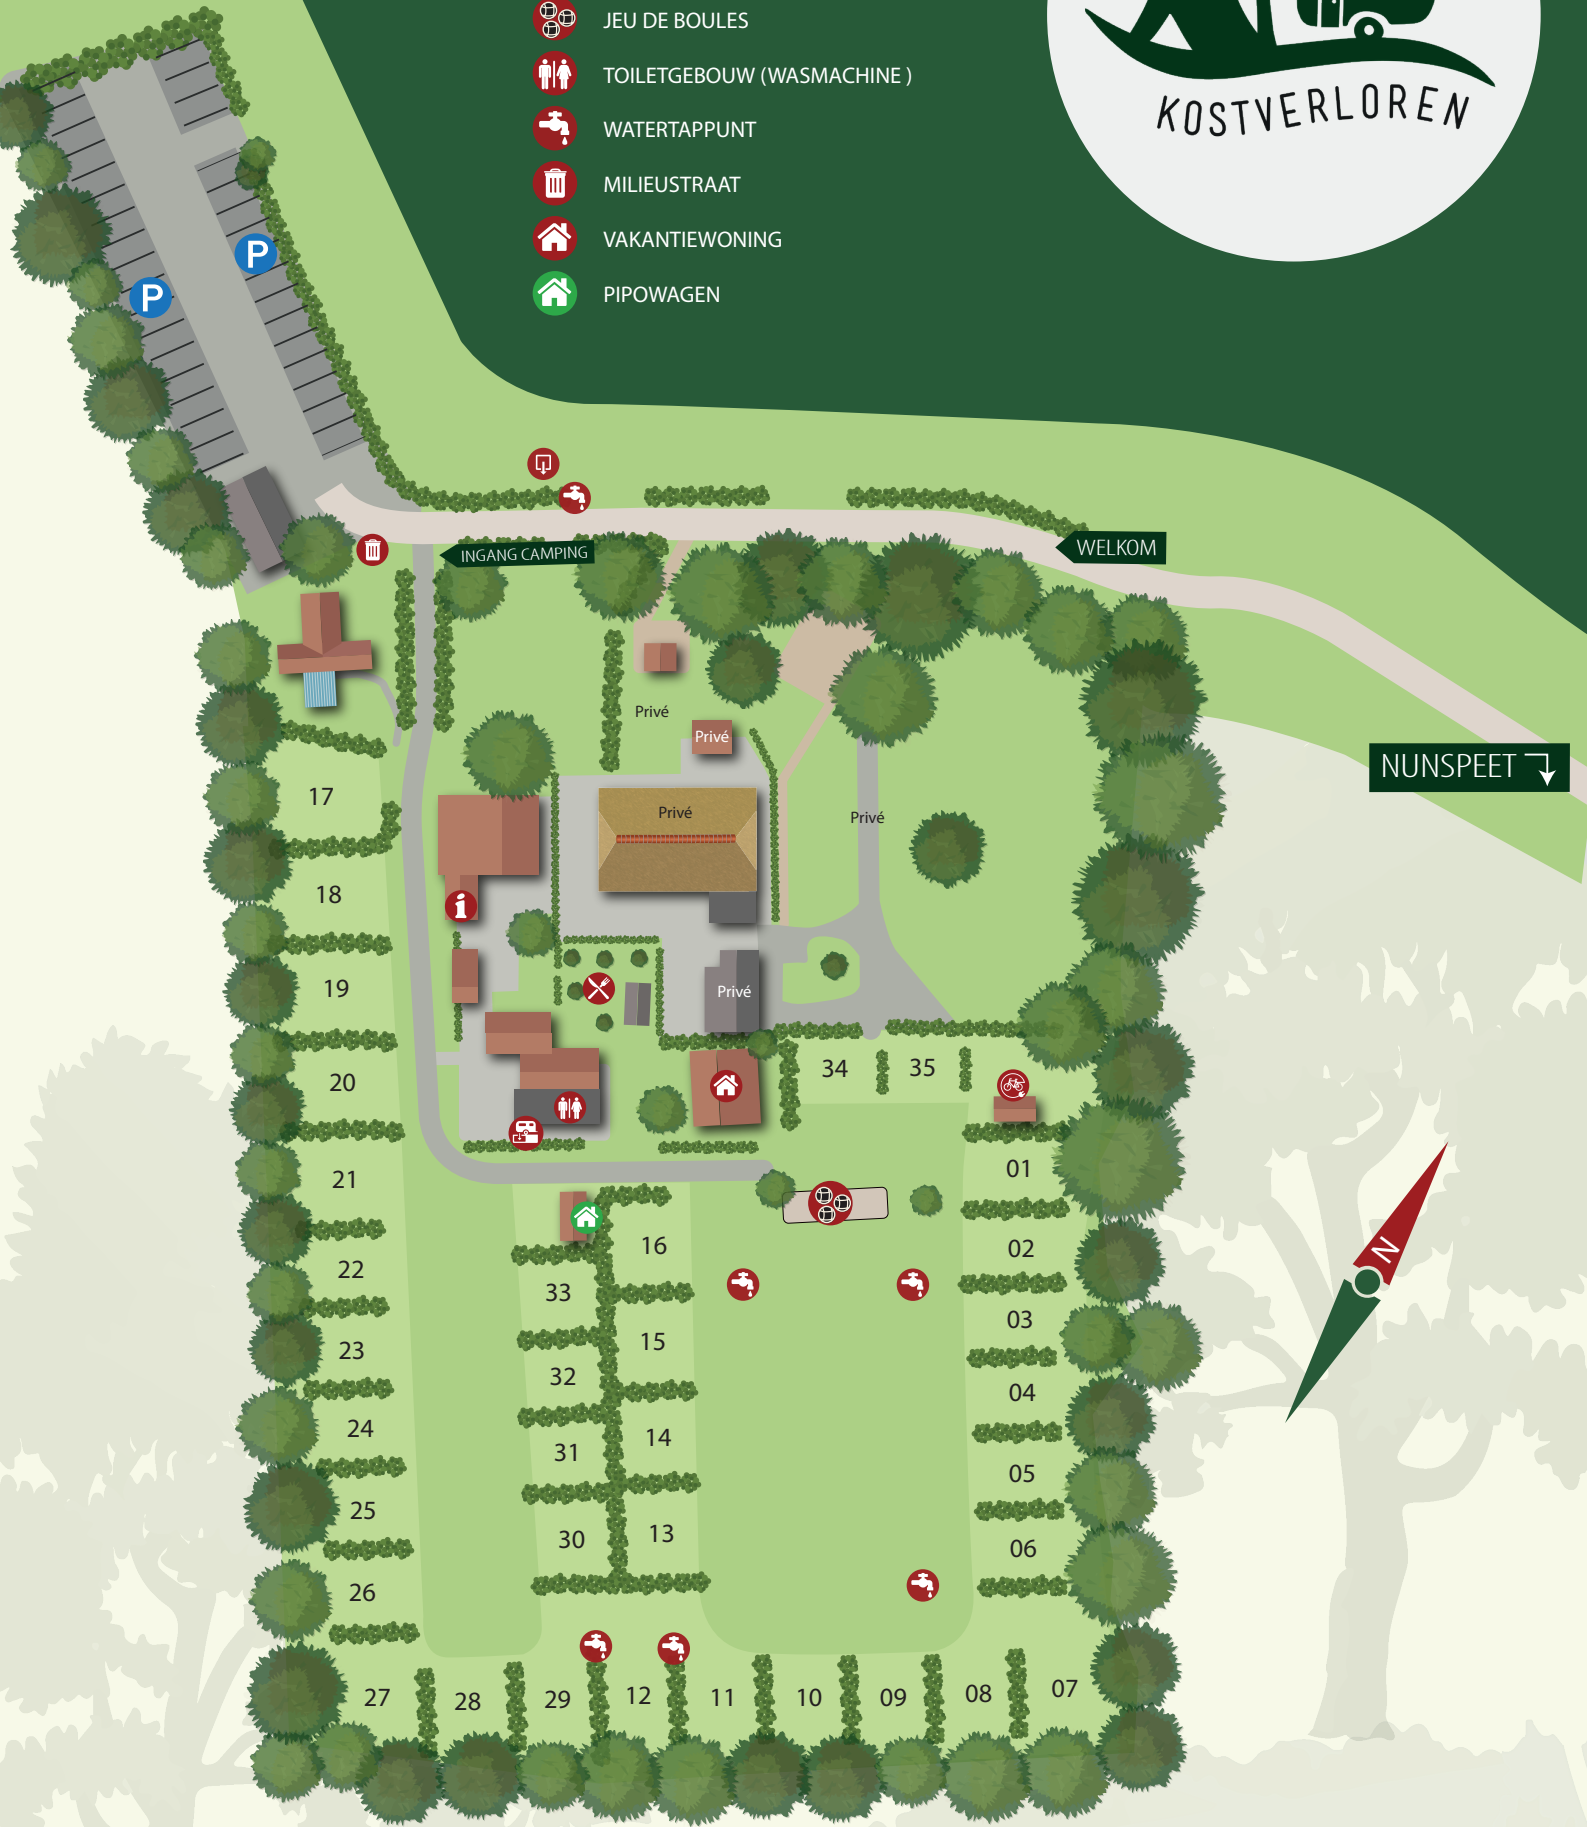 JEU DE BOULES
TOILETGEBOUW (WASMACHINE )
WATERTAPPUNT
MILIEUSTRAAT
VAKANTIEWONING
PIPOWAGEN
KOSTVERLOREN
P
P
INGANG CAMPING
WELKOM
NUNSPEET
Privé
Privé
Privé
Privé
Privé
i
17
18
19
20
21
22
23
24
25
26
27
28
29
12
11
10
09
08
07
33
32
31
30
16
15
14
13
34
35
01
02
03
04
05
06
N